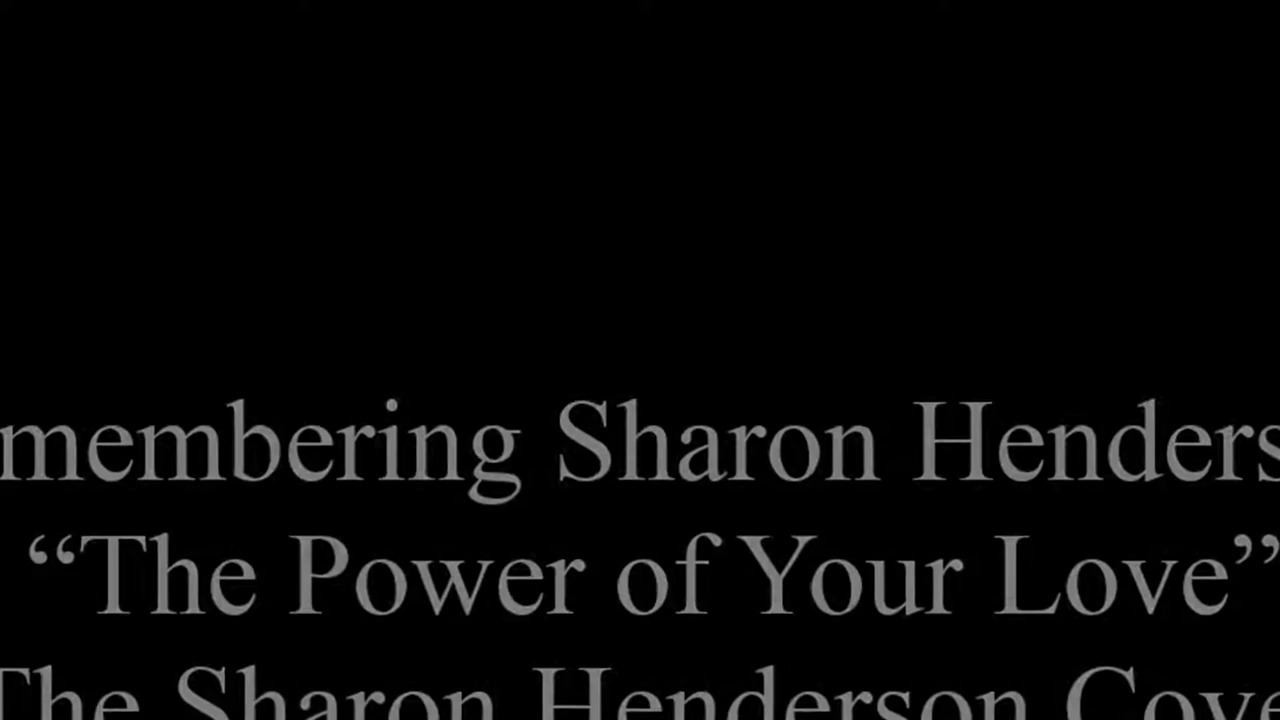 membering Sharon Henders
“The Power of Your Love”
The Sharon Henderson Cove